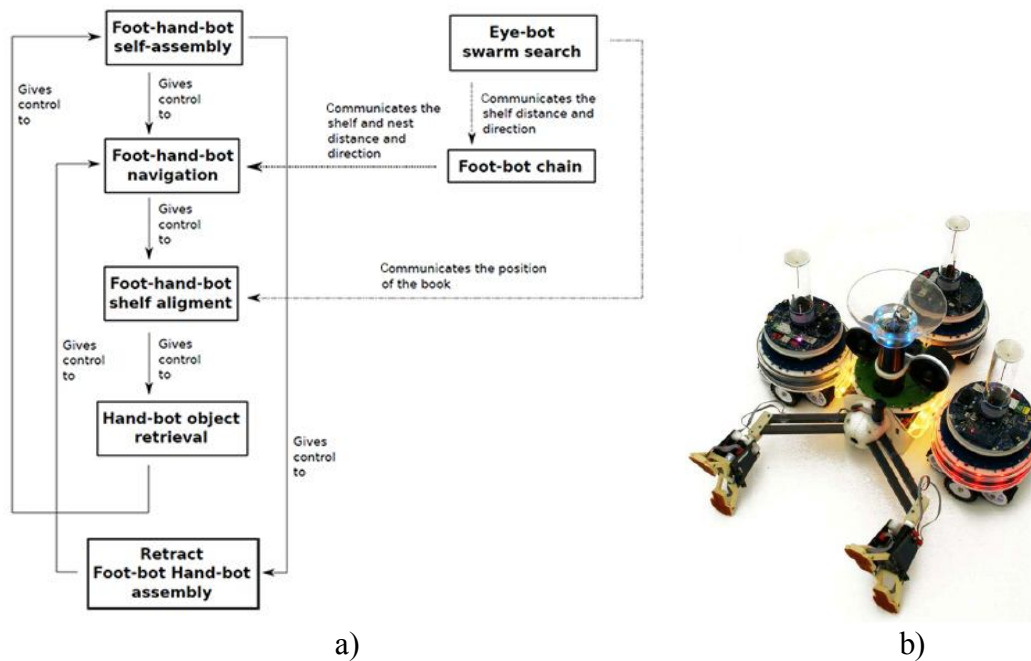 Foot-hand-bot
self-assembly
Eye-bot
swarm search
Gives
control
to
Gives
control
to
Communicates the
shelf and nest
distance and
direction
Communicates the
shelf distance and
direction
Foot-hand-bot
navigation
Foot-bot chain
Gives
control
to
Foot-hand-bot
shelf aligment
Communicates the position
of the book
Gives
control
to
Gives
control
to
Hand-bot object
retrieval
Gives
control
to
Retract
Foot-bot Hand-bot
assembly
a)
b)